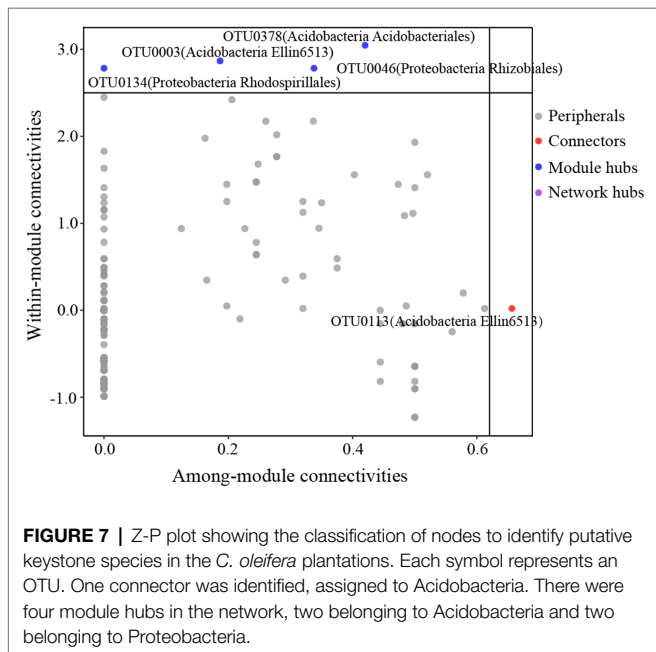 OTU0378(Acidobacteria Acidobacteriales)
OTU0003(Acidobacteria Ellin6513)
OTU0046(Proteobacteria Rhizobiales)
OTU0134(Proteobacteria Rhodospirillales)
3.0
2.0
1.0
0.0
-1.0
Within-module connectivities
Peripherals
Connectors
Module hubs
Network hubs
OTU0113(Acidobacteria Ellin6513)
0.0 0.2 0.4 0.6
Among-module connectivities
FIGURE 7 | Z-P plot showing the classification of nodes to identify putative
keystone species in the C. oleifera plantations. Each symbol represents an
OTU. One connector was identified, assigned to Acidobacteria. There were
four module hubs in the network, two belonging to Acidobacteria and two
belonging to Proteobacteria.